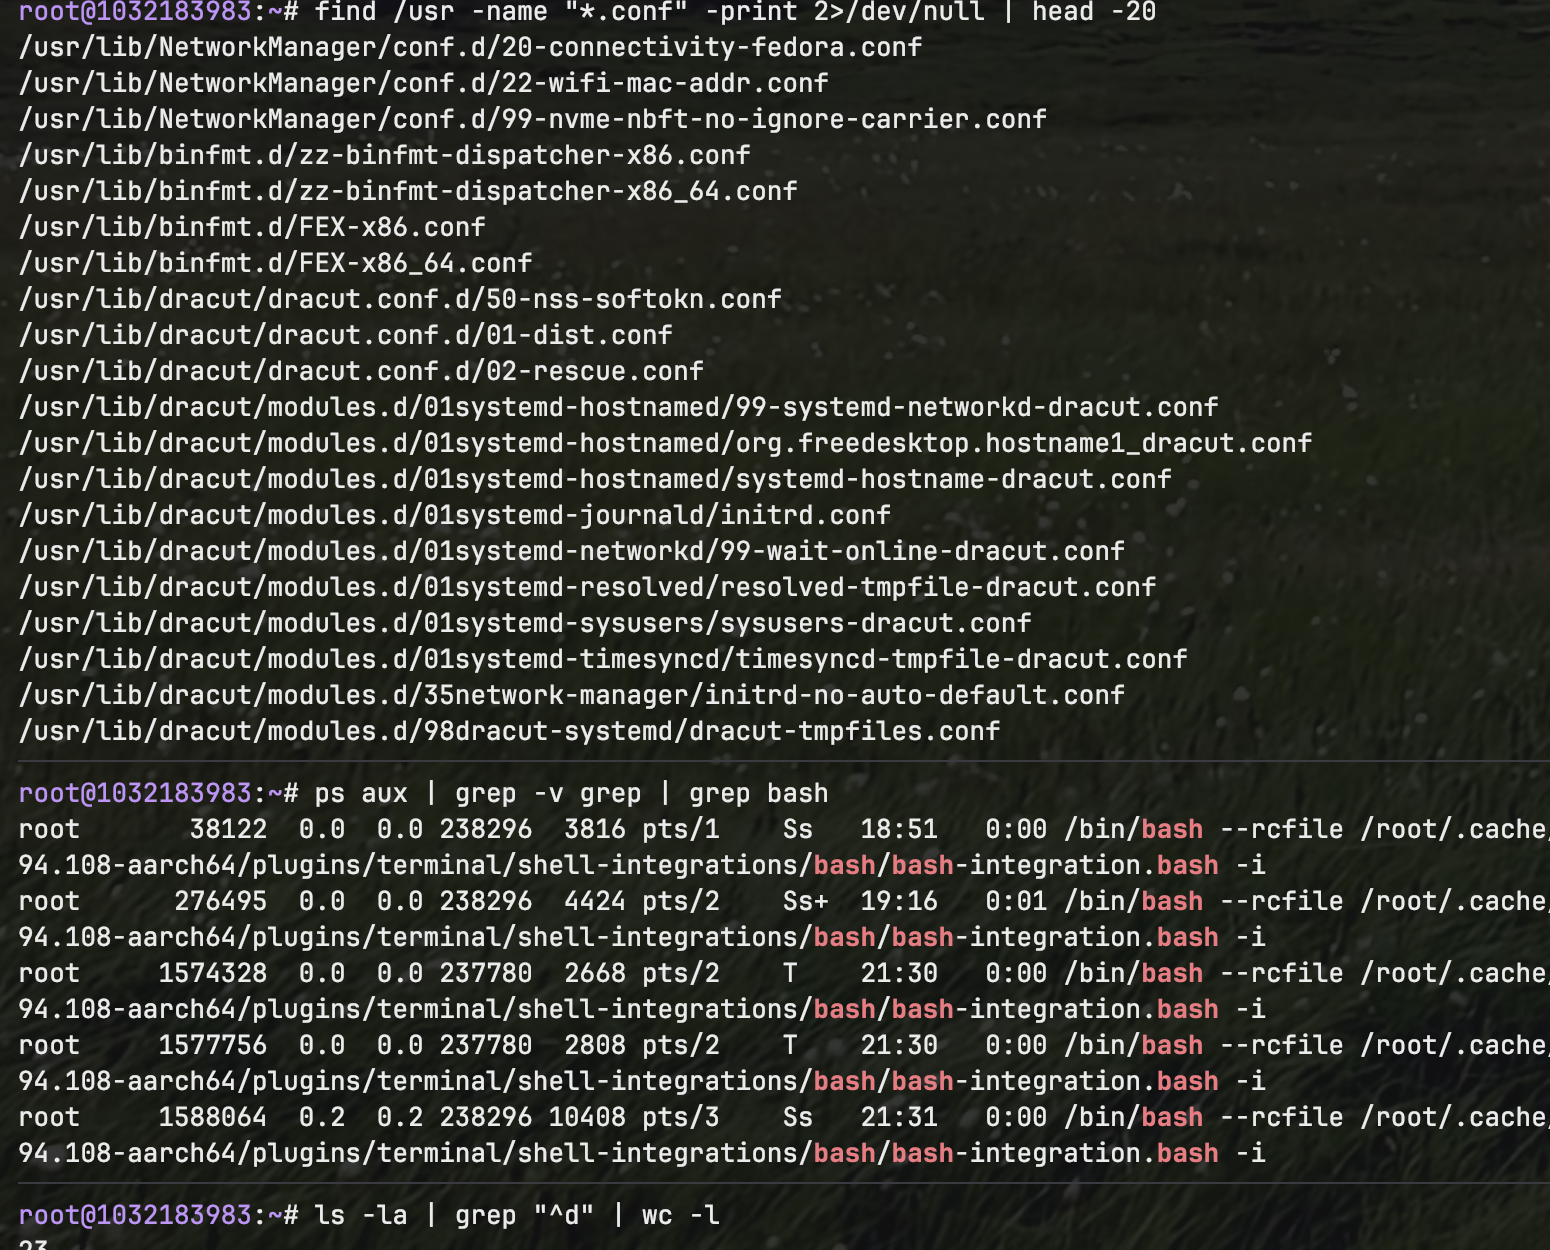 root@1032183983:~# find /usr -name "*.conf" -print 2>/dev/null | head -20
/usr/lib/NetworkManager/conf.d/20-connectivity-fedora.conf
/usr/lib/NetworkManager/conf.d/22-wifi-mac-addr.conf
/usr/lib/NetworkManager/conf.d/99-nvme-nbft-no-ignore-carrier.conf
/usr/lib/binfmt.d/zz-binfmt-dispatcher-x86.conf
/usr/lib/binfmt.d/zz-binfmt-dispatcher-x86_64.conf
/usr/lib/binfmt.d/FEX-x86.conf
/usr/lib/binfmt.d/FEX-x86_64.conf
/usr/lib/dracut/dracut.conf.d/50-nss-softokn.conf
/usr/lib/dracut/dracut.conf.d/01-dist.conf
/usr/lib/dracut/dracut.conf.d/02-rescue.conf
/usr/lib/dracut/modules.d/01systemd-hostnamed/99-systemd-networkd-dracut.conf
/usr/lib/dracut/modules.d/01systemd-hostnamed/org.freedesktop.hostname1_dracut.conf
/usr/lib/dracut/modules.d/01systemd-hostnamed/systemd-hostname-dracut.conf
/usr/lib/dracut/modules.d/01systemd-journald/initrd.conf
/usr/lib/dracut/modules.d/01systemd-networkd/99-wait-online-dracut.conf
/usr/lib/dracut/modules.d/01systemd-resolved/resolved-tmpfile-dracut.conf
/usr/lib/dracut/modules.d/01systemd-sysusers/sysusers-dracut.conf
/usr/lib/dracut/modules.d/01systemd-timesyncd/timesyncd-tmpfile-dracut.conf
/usr/lib/dracut/modules.d/35network-manager/initrd-no-auto-default.conf
/usr/lib/dracut/modules.d/98dracut-systemd/dracut-tmpfiles.conf
root@1032183983:~# ps aux | grep -v grep | grep bash
root       38122  0.0  0.0 238296  3816 pts/1    Ss   18:51   0:00 /bin/bash --rcfile /root/.cache/
94.108-aarch64/plugins/terminal/shell-integrations/bash/bash-integration.bash -i
root      276495  0.0  0.0 238296  4424 pts/2    Ss+  19:16   0:01 /bin/bash --rcfile /root/.cache/
94.108-aarch64/plugins/terminal/shell-integrations/bash/bash-integration.bash -i
root     1574328  0.0  0.0 237780  2668 pts/2    T    21:30   0:00 /bin/bash --rcfile /root/.cache/
94.108-aarch64/plugins/terminal/shell-integrations/bash/bash-integration.bash -i
root     1577756  0.0  0.0 237780  2808 pts/2    T    21:30   0:00 /bin/bash --rcfile /root/.cache/
94.108-aarch64/plugins/terminal/shell-integrations/bash/bash-integration.bash -i
root     1588064  0.2  0.2 238296 10408 pts/3    Ss   21:31   0:00 /bin/bash --rcfile /root/.cache/
94.108-aarch64/plugins/terminal/shell-integrations/bash/bash-integration.bash -i
root@1032183983:~# ls -la | grep "^d" | wc -l